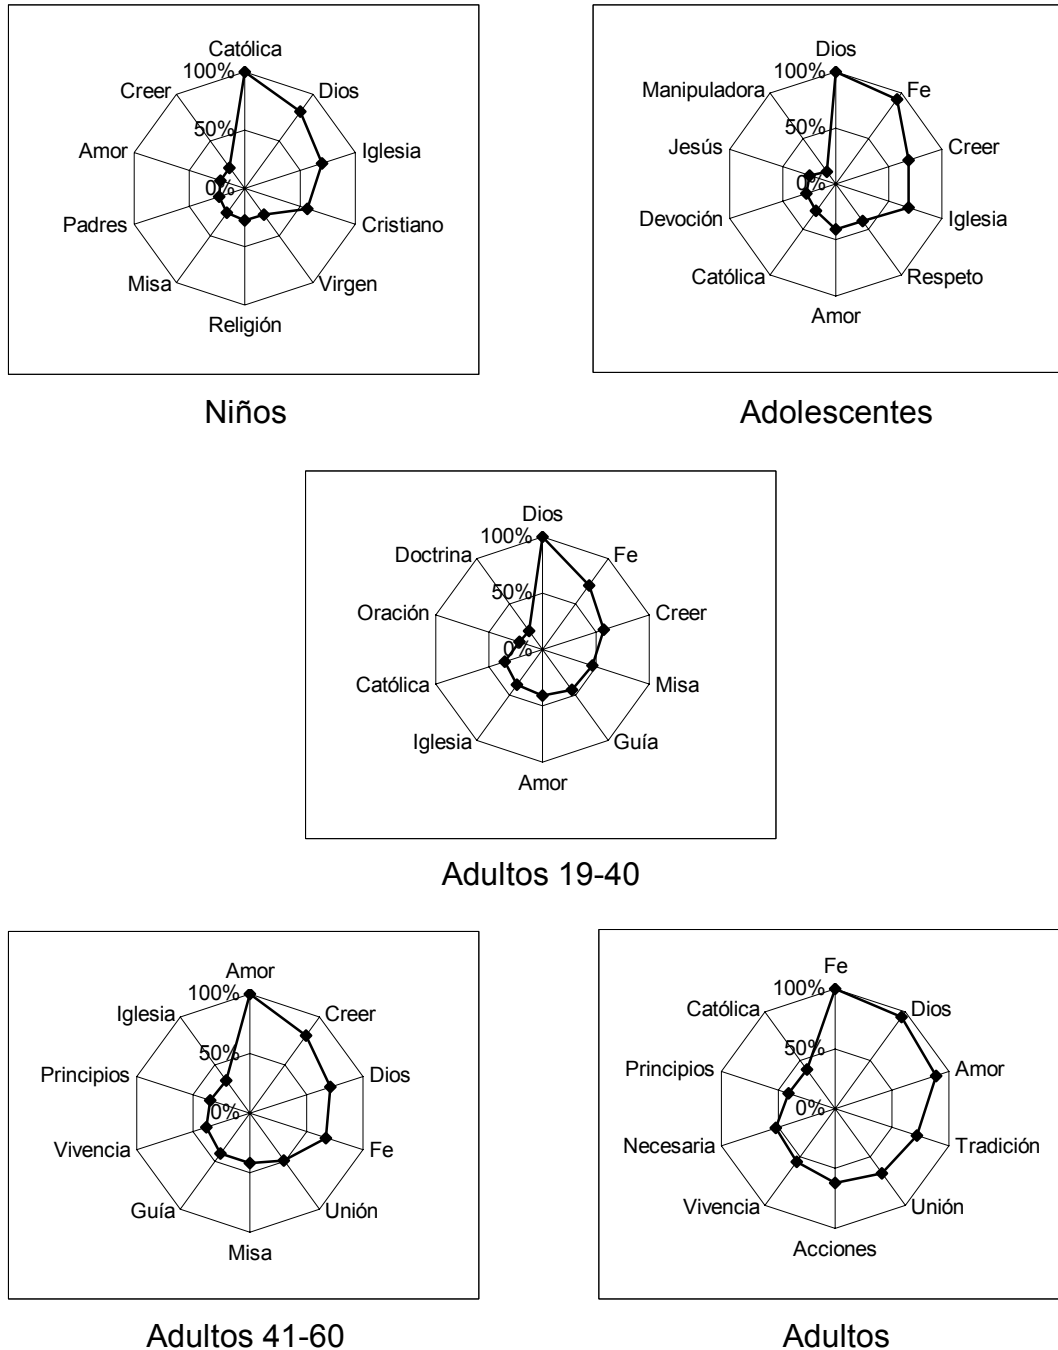 Católica
100%
Creer
Dios
50%
Amor
Iglesia
0%
Padres
Cristiano
Misa
Virgen
Religión
Niños
Dios
100%
Manipuladora
Fe
50%
Jesús
Creer
0%
Devoción
Iglesia
Católica
Respeto
Amor
Adolescentes
Dios
100%
Doctrina
Fe
50%
Oración
Creer
0%
Católica
Misa
Iglesia
Guía
Amor
Adultos 19-40
Amor
100%
Iglesia
Creer
50%
Principios
Dios
0%
Vivencia
Fe
Guía
Unión
Misa
Adultos 41-60
Fe
100%
Católica
Dios
50%
Principios
Amor
0%
Necesaria
Tradición
Vivencia
Unión
Acciones
Adultos